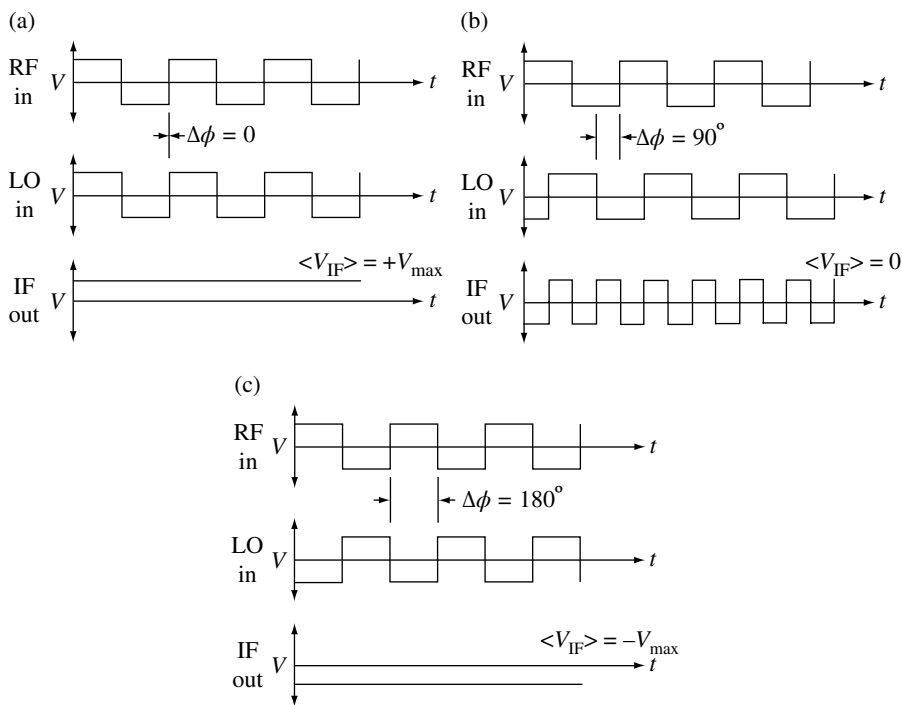 (a)
RF in V t
Δϕ = 0
LO in V t
<V_IF> = +V_max
IF out V t
(b)
RF in V t
Δϕ = 90°
LO in V t
<V_IF> = 0
IF out V t
(c)
RF in V t
Δϕ = 180°
LO in V t
<V_IF> = –V_max
IF out V t